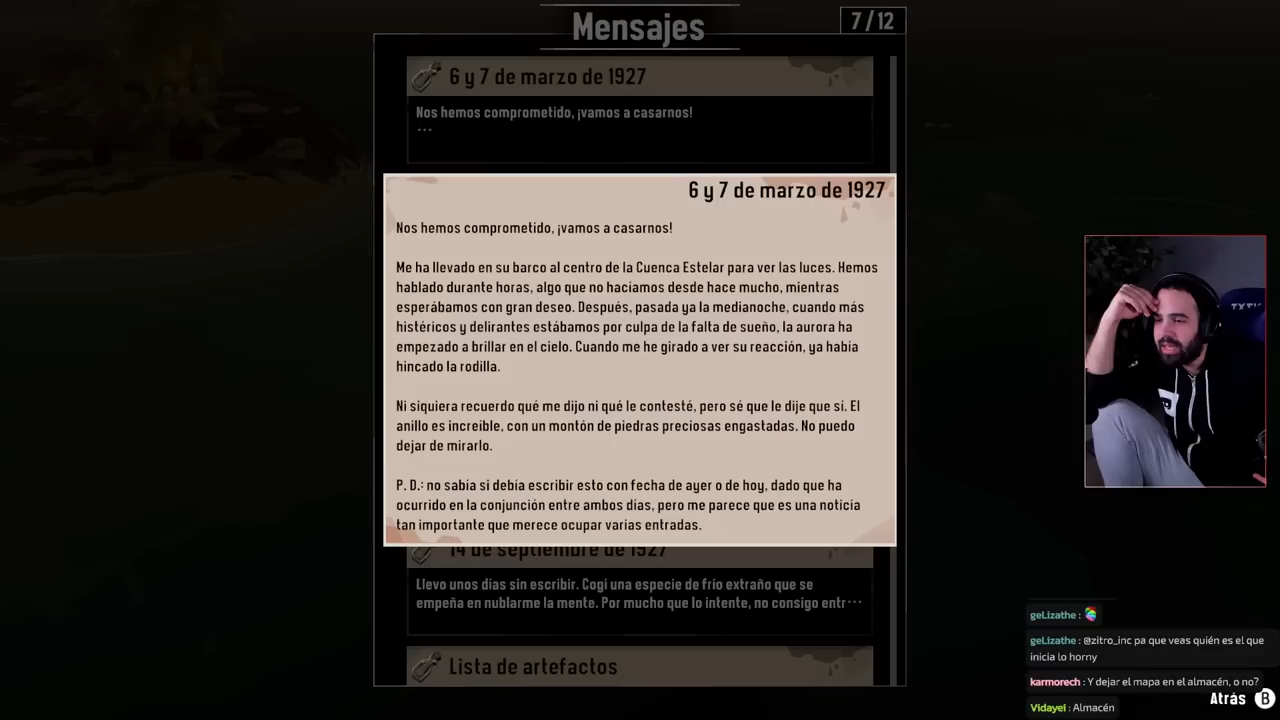 Mensajes
7/12
6 y 7 de marzo de 1927
Nos hemos comprometido, ¡vamos a casarnos!
...
6 y 7 de marzo de 1927
Nos hemos comprometido, ¡vamos a casarnos!
Me ha llevado en su barco al centro de la Cuenca Estelar para ver las luces. Hemos
hablado durante horas, algo que no hacíamos desde hace mucho, mientras
esperábamos con gran deseo. Después, pasada ya la medianoche, cuando más
histéricos y delirantes estábamos por culpa de la falta de sueño, la aurora ha
empezado a brillar en el cielo. Cuando me he girado a ver su reacción, ya había
hincado la rodilla.
Ni siquiera recuerdo qué me dijo ni qué le contesté, pero sé que le dije que sí. El
anillo es increíble, con un montón de piedras preciosas engastadas. No puedo
dejar de mirarlo.
P. D.: no sabía si debía escribir esto con fecha de ayer o de hoy, dado que ha
ocurrido en la conjunción entre ambos días, pero me parece que es una noticia
tan importante que merece ocupar varias entradas.
14 de septiembre de 1927
Llevo unos días sin escribir. Cogí una especie de frío extraño que se
empeña en nublarme la mente. Por mucho que lo intente, no consigo entr...
Lista de artefactos
geLizathe :
geLizathe : @zitro_inc pa que veas quién es el que
inicia lo horny
karmorech : Y dejar el mapa en el almacén, o no?
Vidayei : Almacén
Atrás B